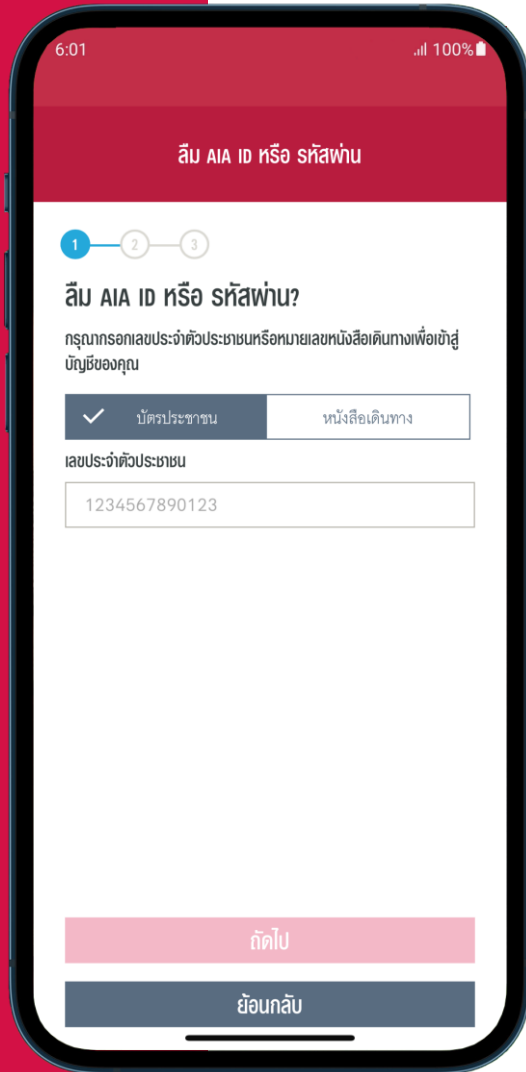 6:01 100%
ลืม AIA ID หรือ รหัสผ่าน
1 2 3
ลืม AIA ID หรือ รหัสผ่าน?
กรุณากรอกเลขประจำตัวประชาชนหรือหมายเลขหนังสือเดินทางเพื่อเข้าสู่
บัญชีของคุณ
บัตรประชาชน หนังสือเดินทาง
เลขประจำตัวประชาชน
1234567890123
ถัดไป
ย้อนกลับ